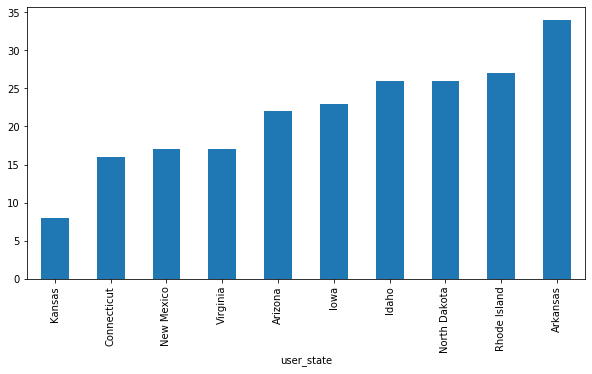 35
30
25
20
15
10
5
0
Kansas
Connecticut
New Mexico
Virginia
Arizona
Iowa
Idaho
North Dakota
Rhode Island
Arkansas
user_state